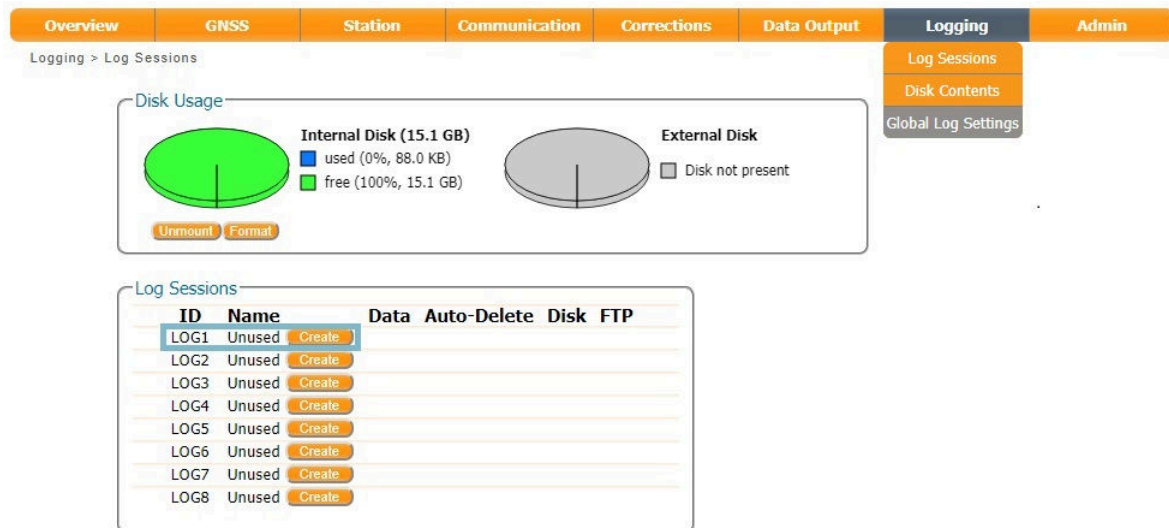 Overview GNSS Station Communication Corrections Data Output Logging Admin
Logging > Log Sessions
Log Sessions
Disk Contents
Global Log Settings
Disk Usage
Internal Disk (15.1 GB)
used (0%, 88.0 KB)
free (100%, 15.1 GB)
Unmount Format
External Disk
Disk not present
Log Sessions
ID Name Data Auto-Delete Disk FTP
LOG1 Unused Create
LOG2 Unused Create
LOG3 Unused Create
LOG4 Unused Create
LOG5 Unused Create
LOG6 Unused Create
LOG7 Unused Create
LOG8 Unused Create